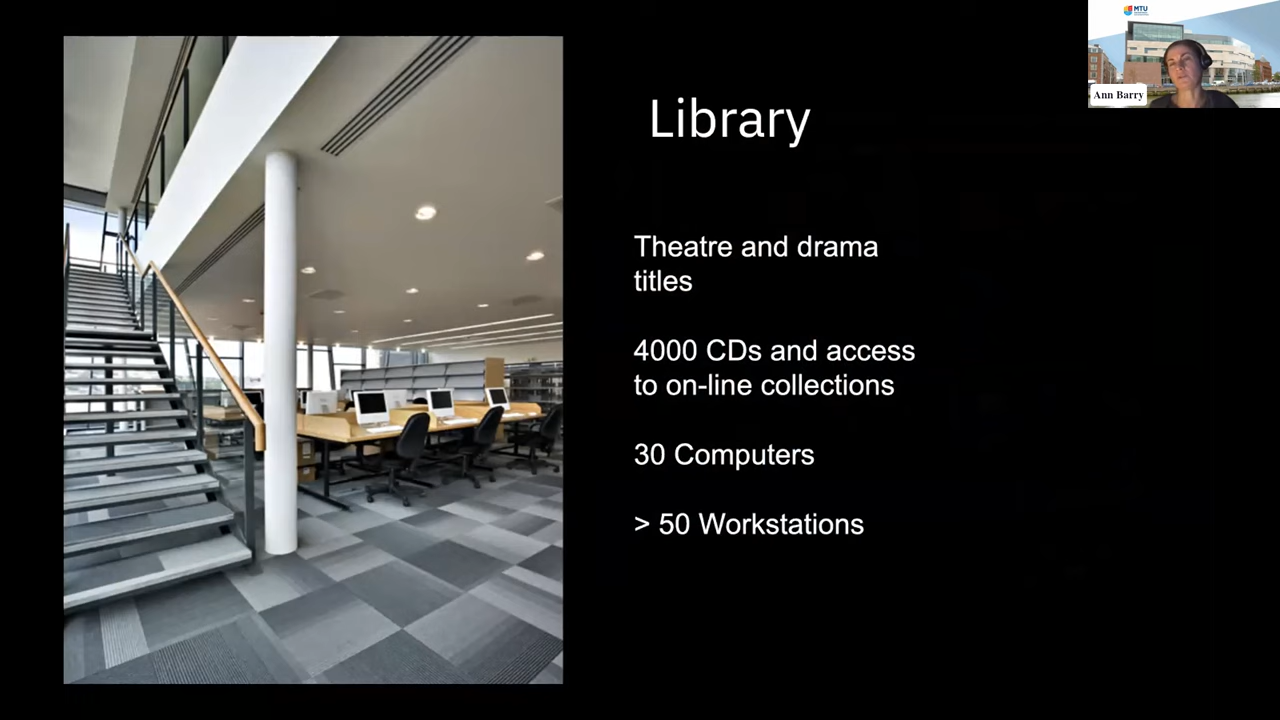 MTU
Ann Barry
Library
Theatre and drama
titles
4000 CDs and access
to on-line collections
30 Computers
> 50 Workstations